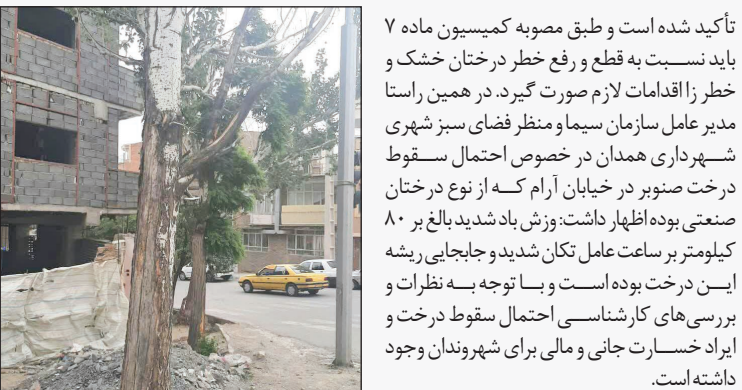 تأکید شده است و طبق مصوبه کمیسیون ماده ۷
باید نسبت به قطع و رفع خطر درختان خشک و
خطر زا اقدامات لازم صورت گیرد. در همین راستا
مدیر عامل سازمان سیما و منظر فضای سبز شهری
شهرداری همدان در خصوص احتمال سقوط
درخت صنوبر در خیابان آرام که از نوع درختان
صنعتی بوده اظهار داشت: وزش باد شدید بالغ بر ۸۰
کیلومتر بر ساعت عامل تکان شدید و جابجایی ریشه
این درخت بوده است و با توجه به نظرات و
بررسی‌های کارشناسی احتمال سقوط درخت و
ایراد خسارت جانی و مالی برای شهروندان وجود
داشته است.